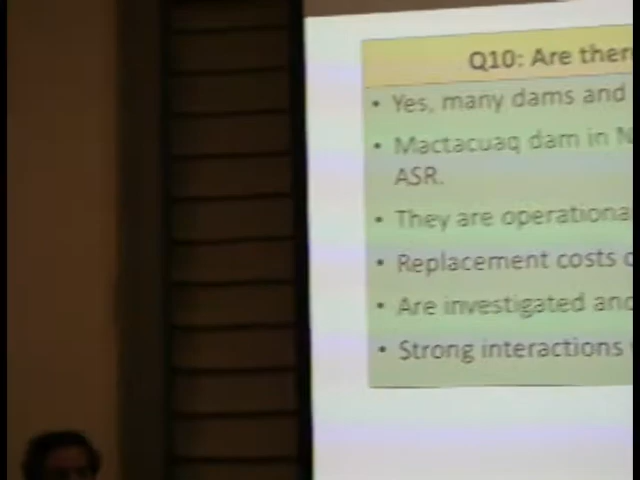 Q10: Are ther
• Yes, many dams and
• Mactacuaq dam in N
ASR.
• They are operationa
• Replacement costs o
• Are investigated and
• Strong interactions